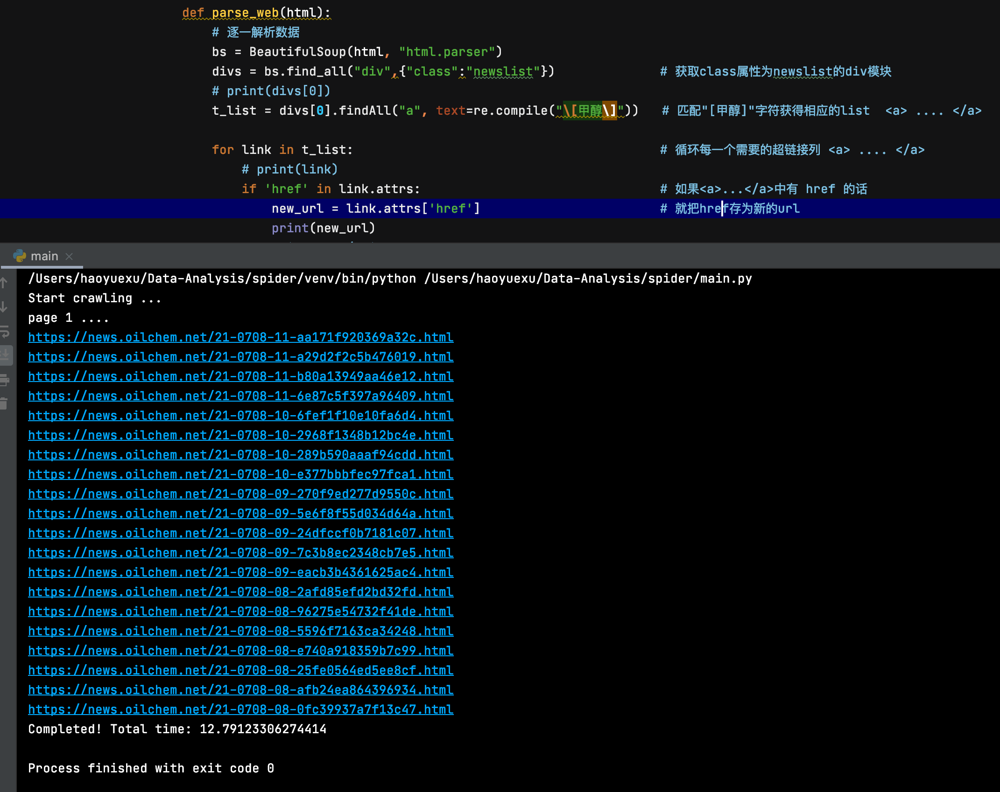 def parse_web(html):
# 逐一解析数据
bs = BeautifulSoup(html, "html.parser")
divs = bs.find_all("div",{"class":"newslist"}) # 获取class属性为newslist的div模块
# print(divs[0])
t_list = divs[0].findAll("a", text=re.compile("\[甲醇\]")) # 匹配"[甲醇]"字符获得相应的list <a> .... </a>
for link in t_list: # 循环每一个需要的超链接列 <a> .... </a>
# print(link)
if 'href' in link.attrs: # 如果<a>...</a>中有 href 的话
new_url = link.attrs['href'] # 就把href存为新的url
print(new_url)
main
/Users/haoyuexu/Data-Analysis/spider/venv/bin/python /Users/haoyuexu/Data-Analysis/spider/main.py
Start crawling ...
page 1 ....
https://news.oilchem.net/21-0708-11-aa171f920369a32c.html
https://news.oilchem.net/21-0708-11-a29d2f2c5b476019.html
https://news.oilchem.net/21-0708-11-b80a13949aa46e12.html
https://news.oilchem.net/21-0708-11-6e87c5f397a96409.html
https://news.oilchem.net/21-0708-10-6fef1f10e10fa6d4.html
https://news.oilchem.net/21-0708-10-2968f1348b12bc4e.html
https://news.oilchem.net/21-0708-10-289b590aaaf94cdd.html
https://news.oilchem.net/21-0708-10-e377bbbfec97fca1.html
https://news.oilchem.net/21-0708-09-270f9ed277d9550c.html
https://news.oilchem.net/21-0708-09-5e6f8f55d034d64a.html
https://news.oilchem.net/21-0708-09-24dfccf0b7181c07.html
https://news.oilchem.net/21-0708-09-7c3b8ec2348cb7e5.html
https://news.oilchem.net/21-0708-09-eacb3b4361625ac4.html
https://news.oilchem.net/21-0708-08-2afd85efd2bd32fd.html
https://news.oilchem.net/21-0708-08-96275e54732f41de.html
https://news.oilchem.net/21-0708-08-5596f7163ca34248.html
https://news.oilchem.net/21-0708-08-e740a918359b7c99.html
https://news.oilchem.net/21-0708-08-25fe0564ed5ee8cf.html
https://news.oilchem.net/21-0708-08-afb24ea864396934.html
https://news.oilchem.net/21-0708-08-0fc39937a7f13c47.html
Completed! Total time: 12.79123306274414
Process finished with exit code 0